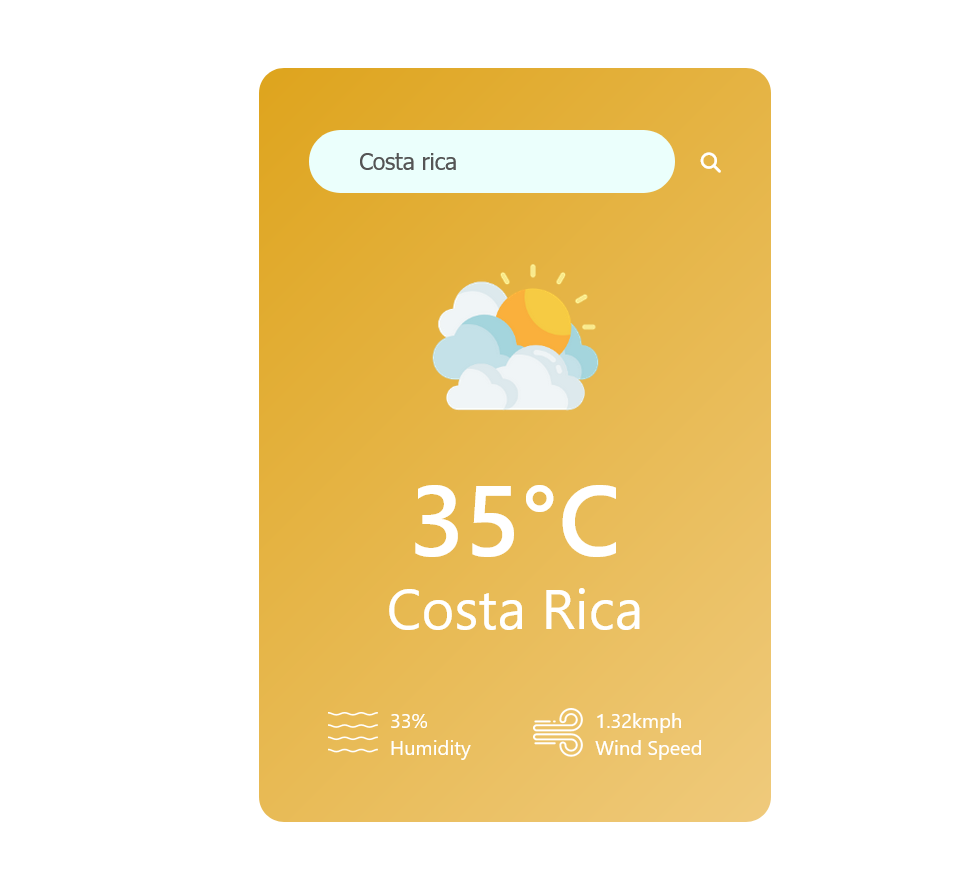 Costa rica
35°C
Costa Rica
33%
Humidity
1.32kmph
Wind Speed